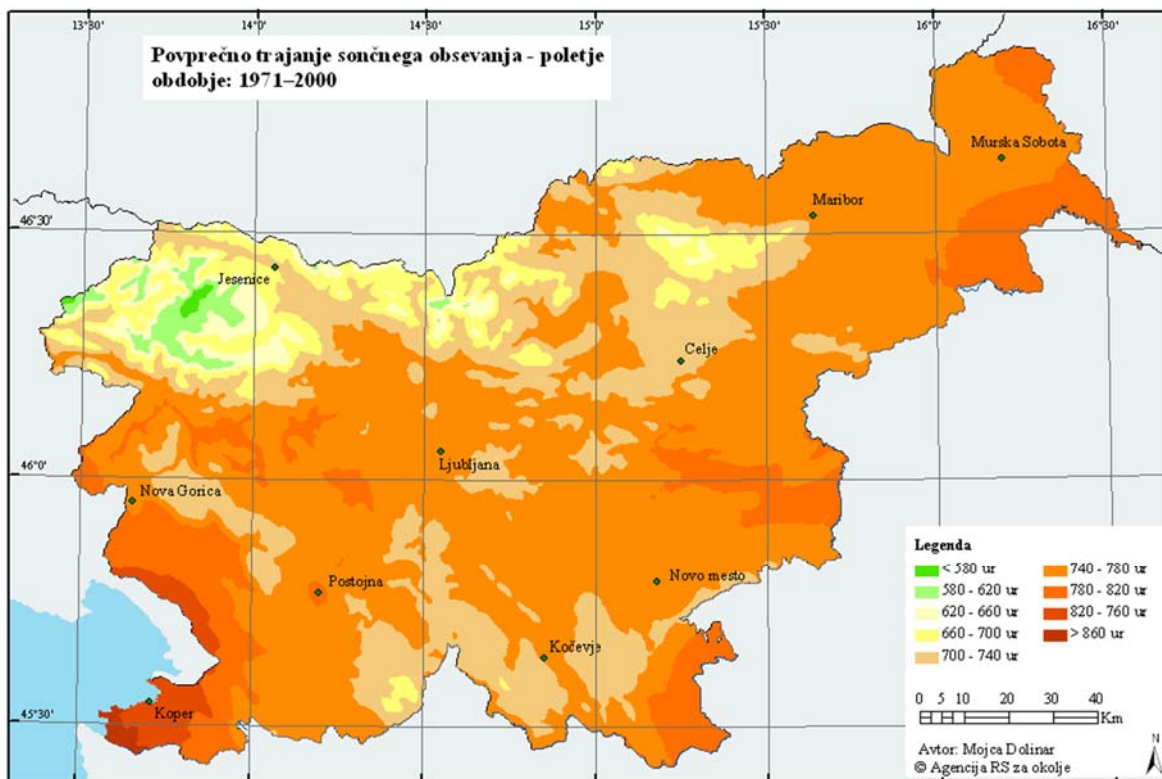 13°30' 14°0' 14°30' 15°0' 15°30' 16°0' 16°30'
Povprečno trajanje sončnega obsevanja - poletje
obdobje: 1971–2000
Murska Sobota
Maribor
46°30'
Jesenice
Celje
46°0'
Ljubljana
Nova Gorica
Postojna
Novo mesto
Kočevje
45°30'
Koper
Legenda
< 580 ur 740 - 780 ur
580 - 620 ur 780 - 820 ur
620 - 660 ur 820 - 760 ur
660 - 700 ur > 860 ur
700 - 740 ur
0 5 10 20 30 40
Km
N
Avtor: Mojca Dolinar
© Agencija RS za okolje